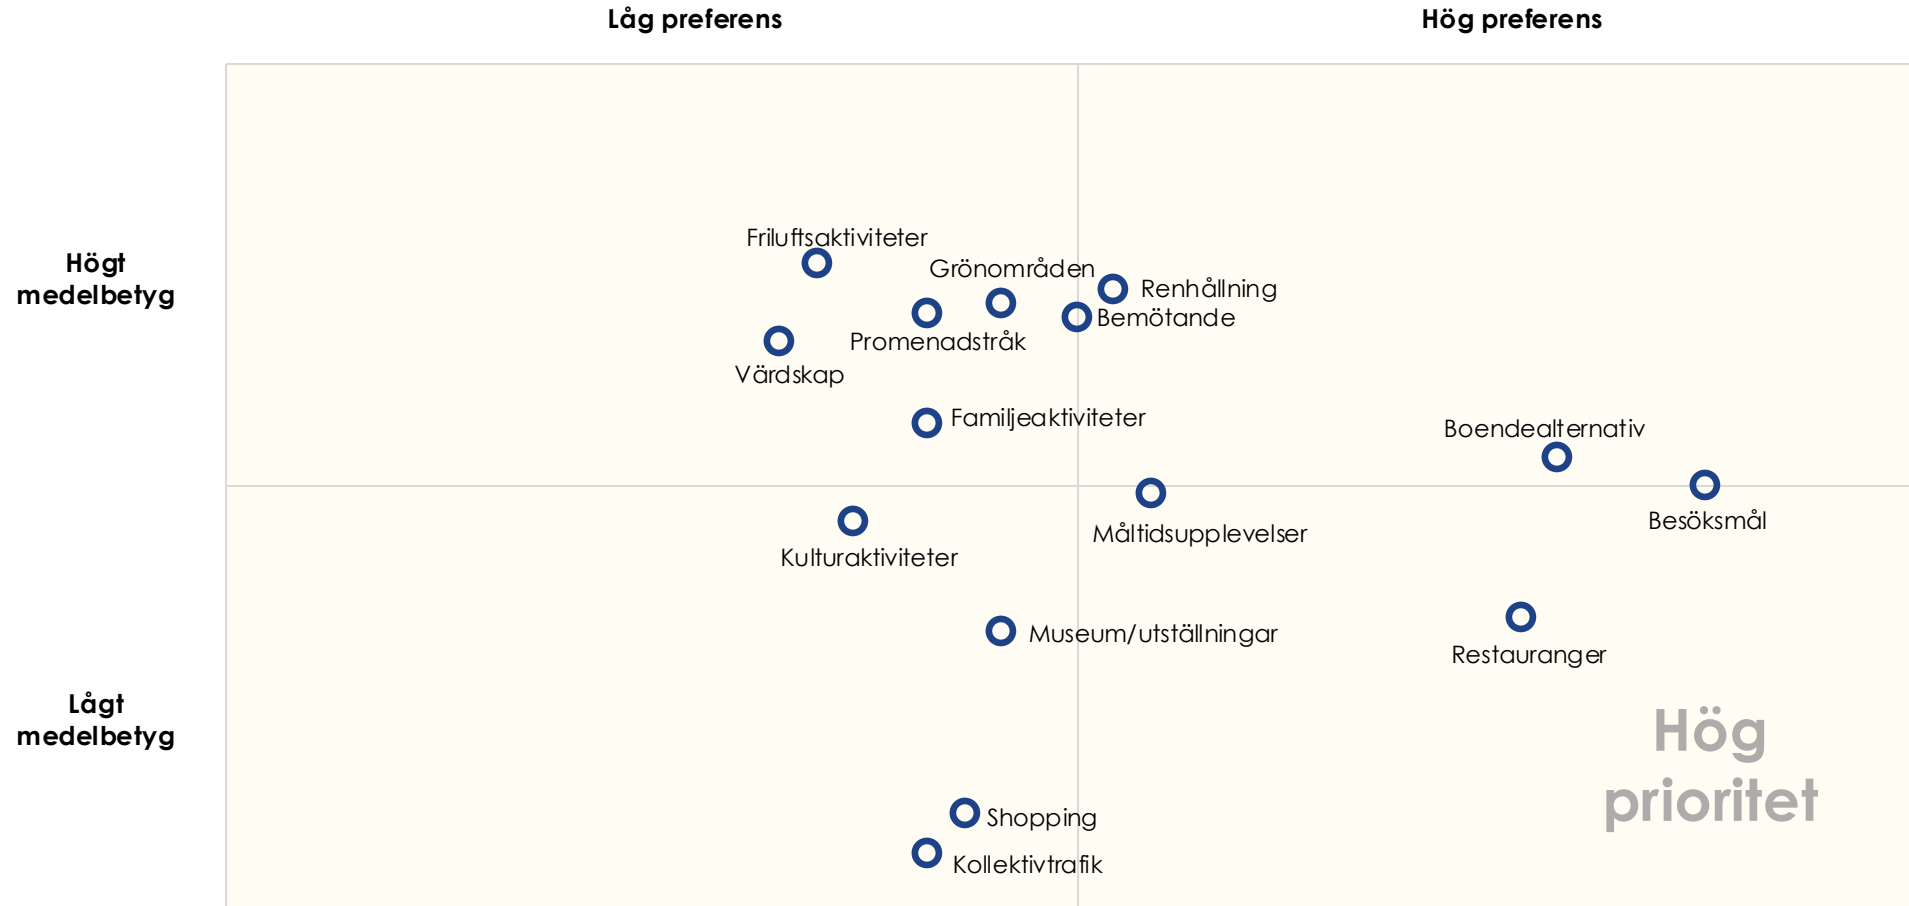 Låg preferens
Hög preferens
Högt
medelbetyg
Friluftsaktiviteter
Grönområden
Renhållning
Bemötande
Promenadstråk
Värdskap
Familjeaktiviteter
Boendealternativ
Besöksmål
Måltidsupplevelser
Kulturaktiviteter
Museum/utställningar
Restauranger
Lågt
medelbetyg
Hög
prioritet
Shopping
Kollektivtrafik